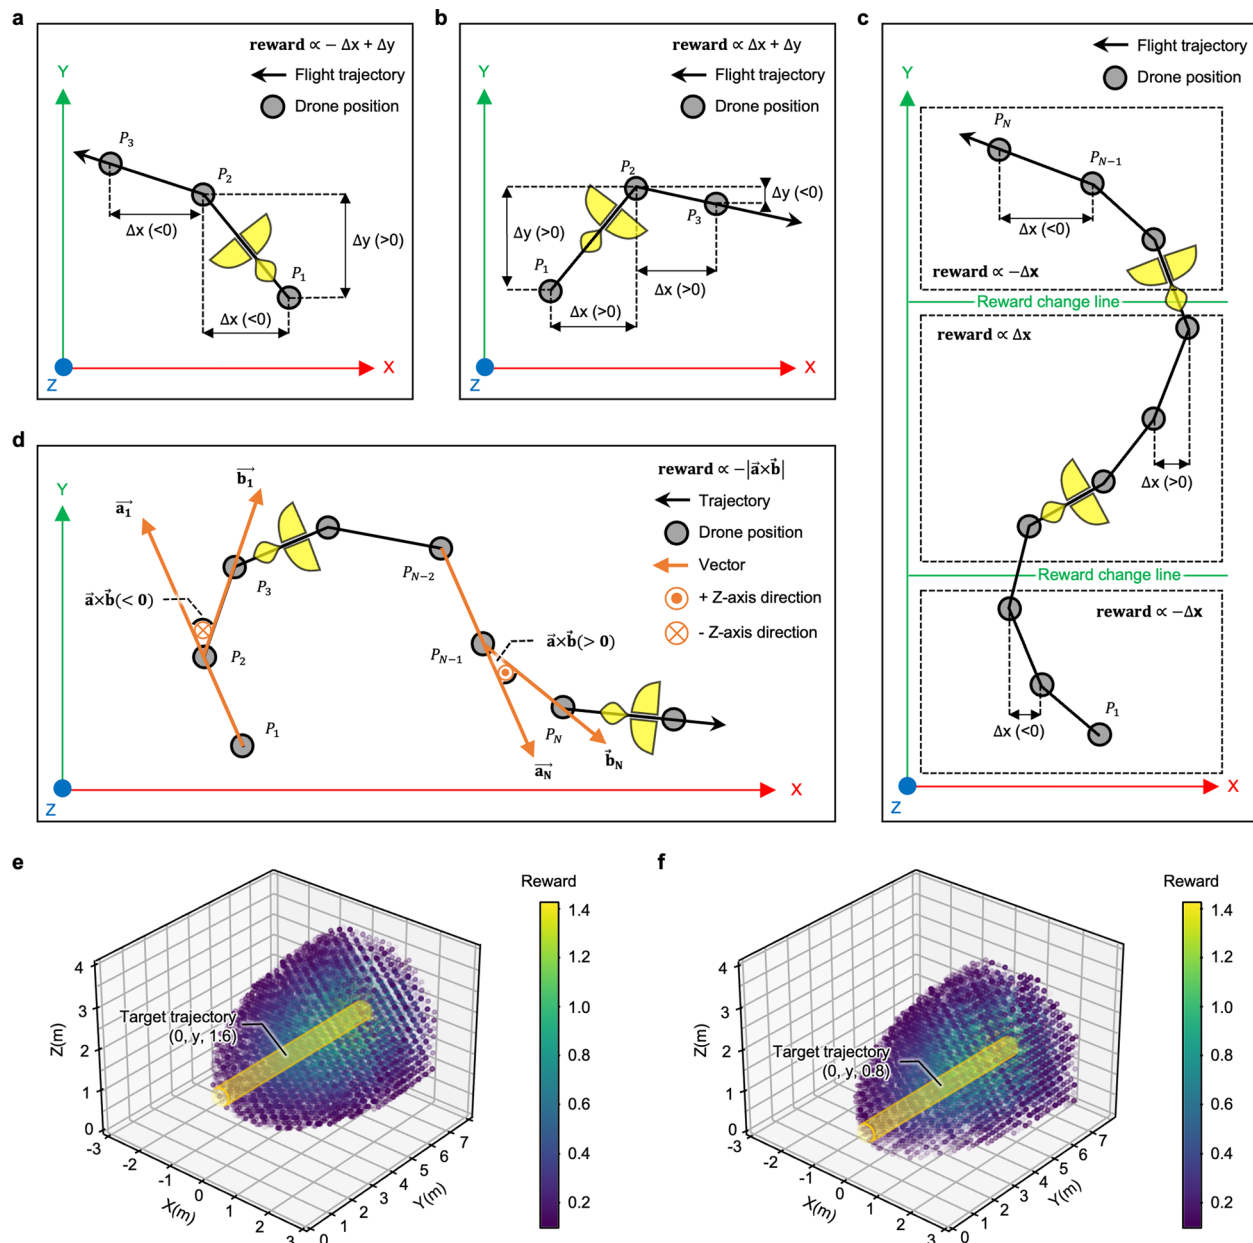 a
reward ∝ − Δx + Δy
Flight trajectory
Drone position
Y
P3
P2
P1
Δx (<0)
Δy (>0)
Δx (<0)
X
Z
b
reward ∝ Δx + Δy
Flight trajectory
Drone position
Y
P2
Δy (<0)
P3
Δy (>0)
P1
Δx (>0)
Δx (>0)
X
Z
c
Flight trajectory
Drone position
Y
PN
PN-1
Δx (<0)
reward ∝ −Δx
Reward change line
reward ∝ Δx
Δx (>0)
Reward change line
reward ∝ −Δx
P1
Δx (<0)
X
Z
d
reward ∝ −|a⃗×b⃗|
Trajectory
Drone position
Vector
+ Z-axis direction
- Z-axis direction
Y
a1
b1
a⃗×b⃗(< 0)
P3
P2
P1
PN-2
PN-1
a⃗×b⃗(> 0)
PN
bN
aN
X
Z
e
Reward
1.4
1.2
1.0
0.8
0.6
0.4
0.2
Target trajectory
(0, y, 1.6)
Z(m)
4
3
2
1
0
X(m)
-3
-2
-1
0
1
2
3
Y(m)
0
1
2
3
4
5
6
7
f
Reward
1.4
1.2
1.0
0.8
0.6
0.4
0.2
Target trajectory
(0, y, 0.8)
Z(m)
4
3
2
1
0
X(m)
-3
-2
-1
0
1
2
3
Y(m)
0
1
2
3
4
5
6
7